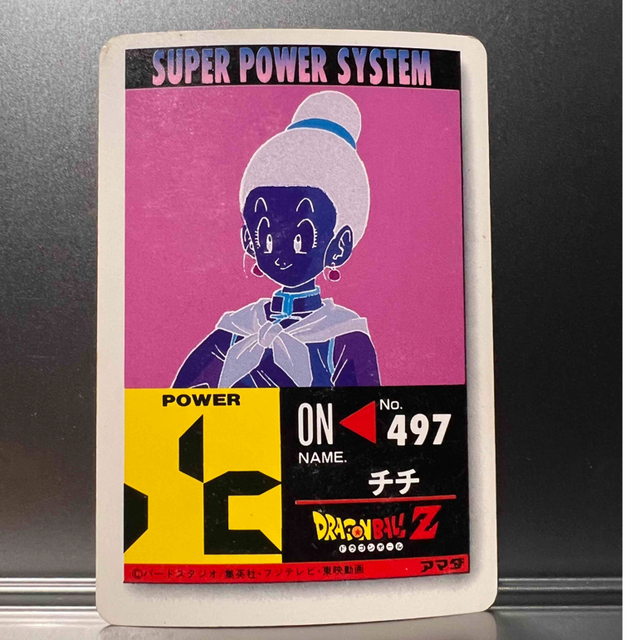 SUPER POWER SYSTEM
POWER
ON
No.
497
NAME.
チチ
DRAGONBALL Z
ドラゴンボール
アマダ
©バードスタジオ/集英社・フジテレビ・東映動画